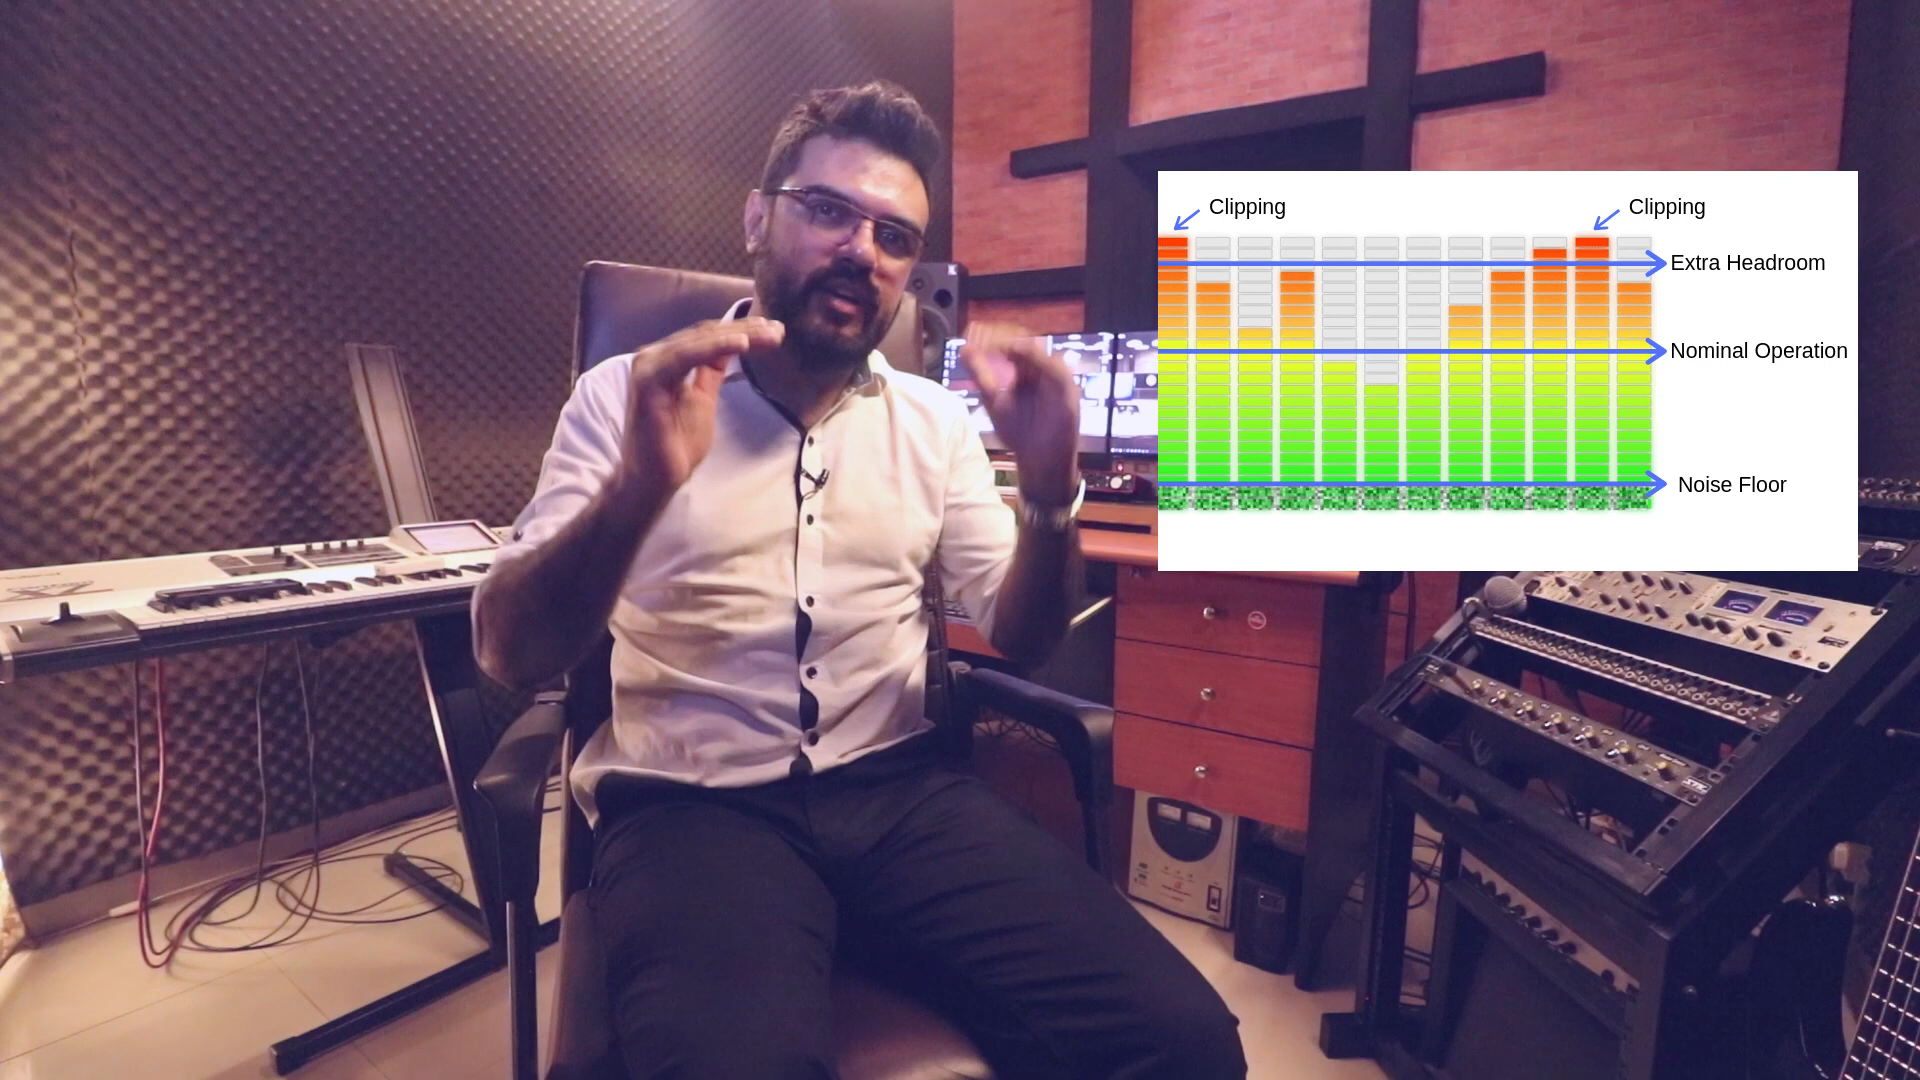 Clipping
Clipping
Extra Headroom
Nominal Operation
Noise Floor